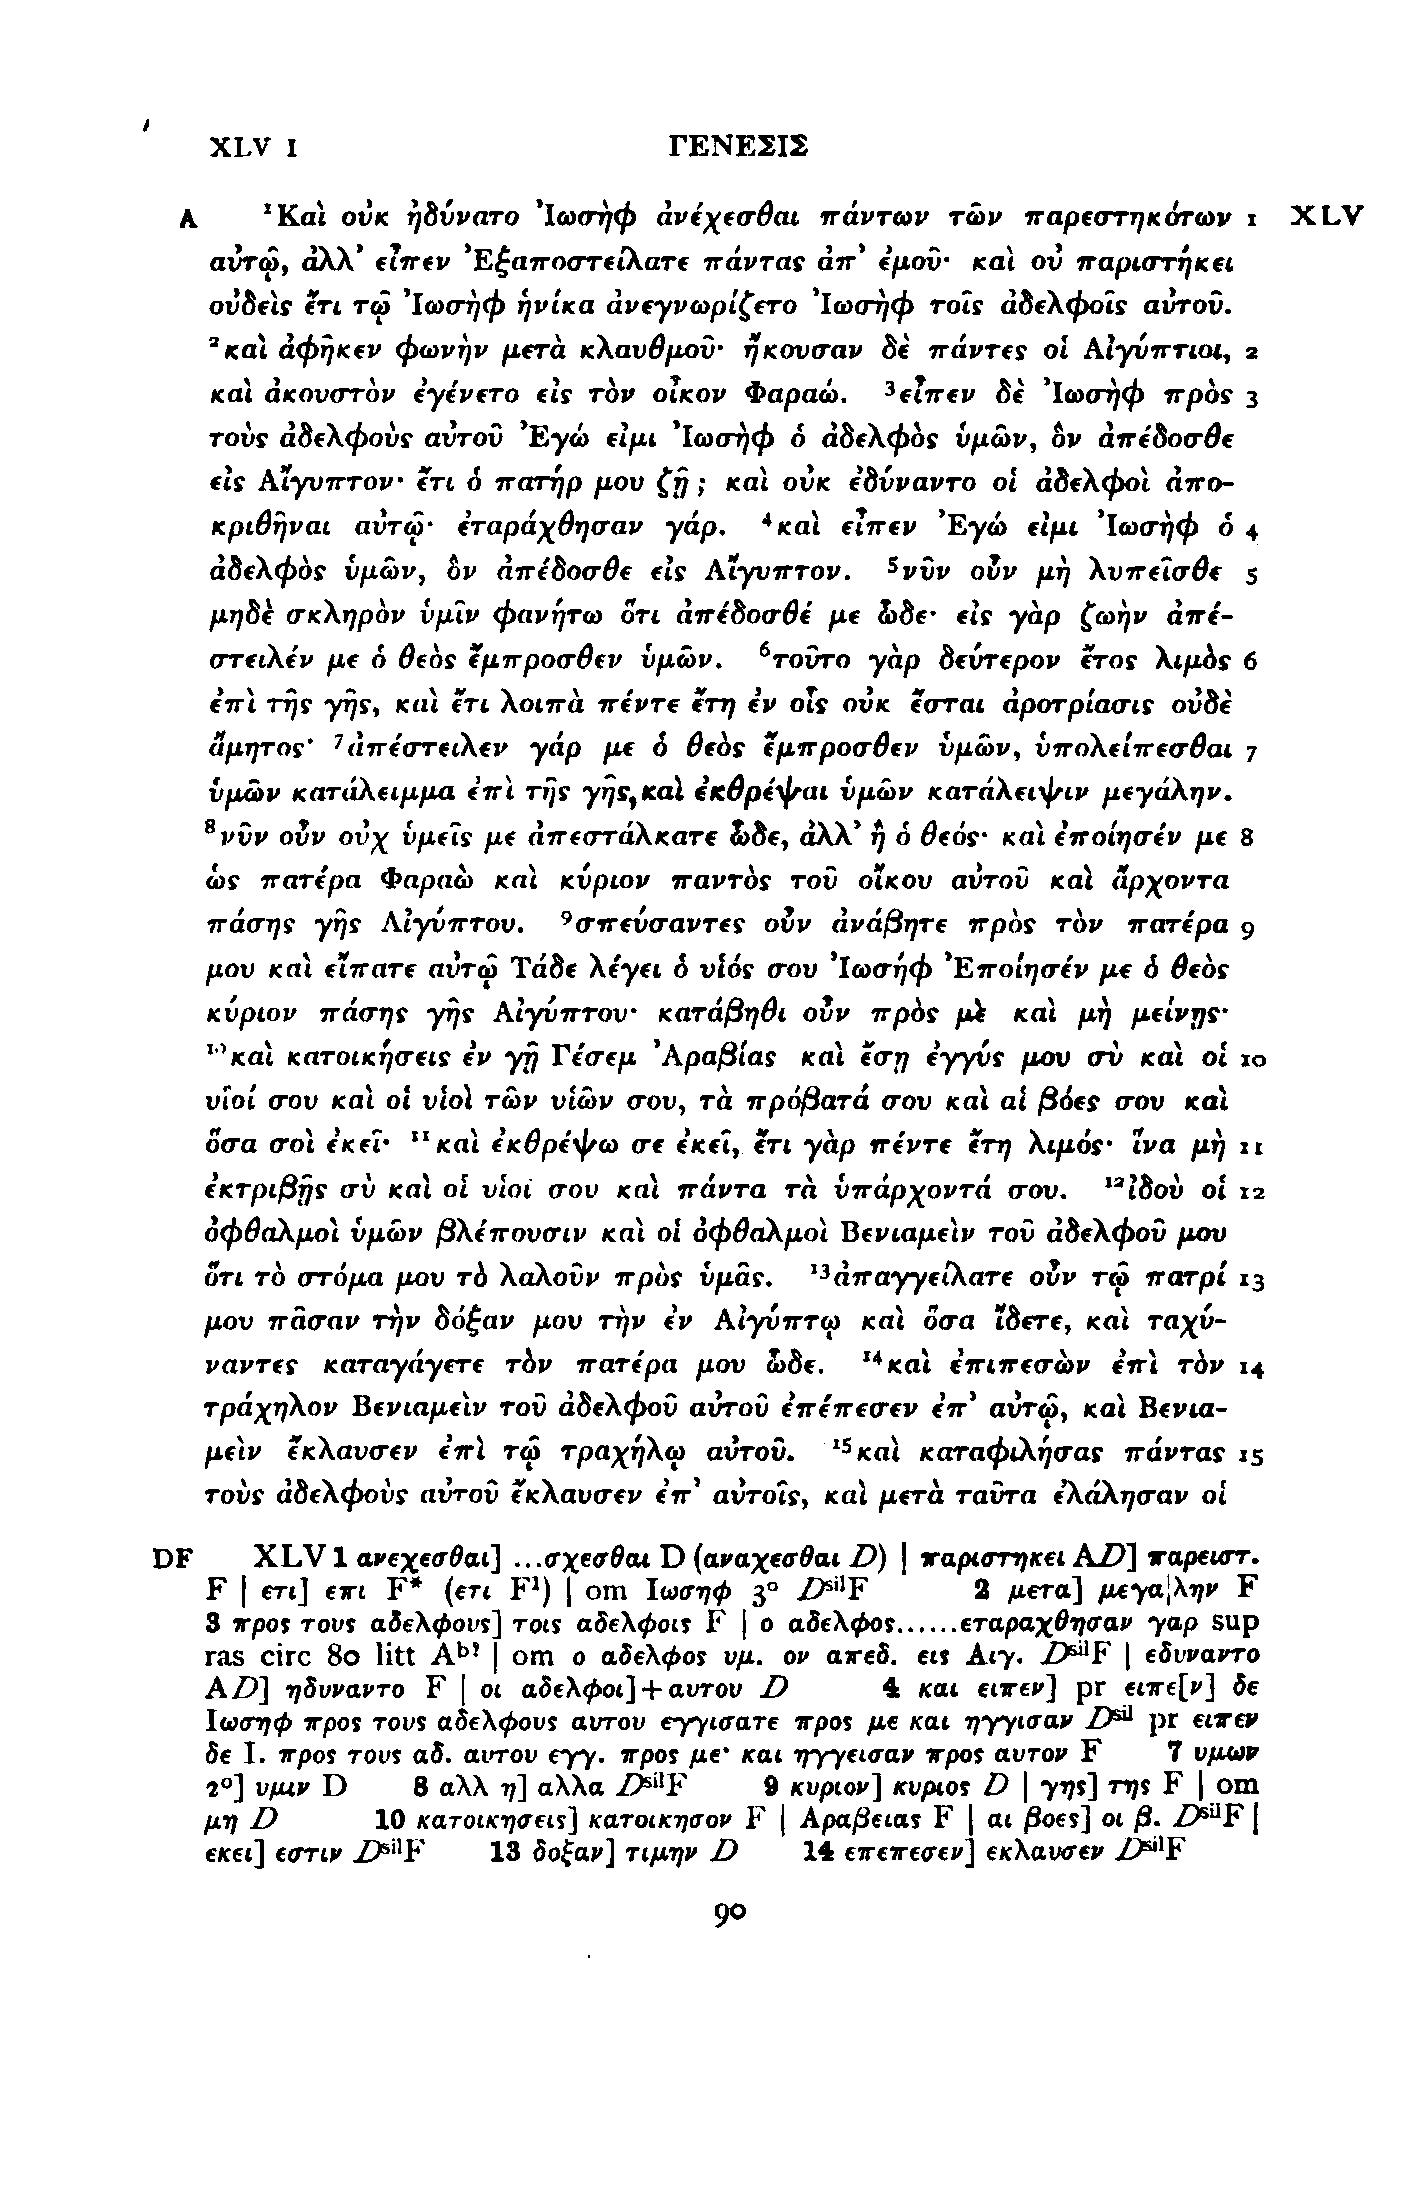 XLV 1 ΓΕΝΕΣΙΣ
A ¹Καὶ οὐκ ἠδύνατο Ἰωσὴφ ἀνέχεσθαι πάντων τῶν παρεστηκότων 1 XLV
αὐτῷ, ἀλλ’ εἶπεν Ἐξαποστείλατε πάντας ἀπ’ ἐμοῦ· καὶ οὐ παριστήκει
οὐδεὶς ἔτι τῷ Ἰωσὴφ ἡνίκα ἀνεγνωρίζετο Ἰωσὴφ τοῖς ἀδελφοῖς αὐτοῦ.
²καὶ ἀφῆκεν φωνὴν μετὰ κλαυθμοῦ· ἤκουσαν δὲ πάντες οἱ Αἰγύπτιοι, 2
καὶ ἀκουστὸν ἐγένετο εἰς τὸν οἶκον Φαραώ. ³εἶπεν δὲ Ἰωσὴφ πρὸς 3
τοὺς ἀδελφοὺς αὐτοῦ Ἐγώ εἰμι Ἰωσὴφ ὁ ἀδελφὸς ὑμῶν, ὃν ἀπέδοσθε
εἰς Αἴγυπτον· ἔτι ὁ πατήρ μου ζῇ; καὶ οὐκ ἐδύναντο οἱ ἀδελφοὶ ἀπο-
κριθῆναι αὐτῷ· ἐταράχθησαν γάρ. ⁴καὶ εἶπεν Ἐγώ εἰμι Ἰωσὴφ ὁ 4
ἀδελφὸς ὑμῶν, ὃν ἀπέδοσθε εἰς Αἴγυπτον. ⁵νῦν οὖν μὴ λυπεῖσθε 5
μηδὲ σκληρὸν ὑμῖν φανήτω ὅτι ἀπέδοσθέ με ὧδε· εἰς γὰρ ζωὴν ἀπέ-
στειλέν με ὁ θεὸς ἔμπροσθεν ὑμῶν. ⁶τοῦτο γὰρ δεύτερον ἔτος λιμὸς 6
ἐπὶ τῆς γῆς, καὶ ἔτι λοιπὰ πέντε ἔτη ἐν οἷς οὐκ ἔσται ἀροτρίασις οὐδὲ
ἄμητος· ⁷ἀπέστειλεν γάρ με ὁ θεὸς ἔμπροσθεν ὑμῶν, ὑπολείπεσθαι 7
ὑμῶν κατάλειμμα ἐπὶ τῆς γῆς, καὶ ἐκθρέψαι ὑμῶν κατάλειψιν μεγάλην.
⁸νῦν οὖν οὐχ ὑμεῖς με ἀπεστάλκατε ὧδε, ἀλλ’ ἢ ὁ θεός· καὶ ἐποίησέν με 8
ὡς πατέρα Φαραὼ καὶ κύριον παντὸς τοῦ οἴκου αὐτοῦ καὶ ἄρχοντα
πάσης γῆς Αἰγύπτου. ⁹σπεύσαντες οὖν ἀνάβητε πρὸς τὸν πατέρα 9
μου καὶ εἴπατε αὐτῷ Τάδε λέγει ὁ υἱός σου Ἰωσήφ Ἐποίησέν με ὁ θεὸς
κύριον πάσης γῆς Αἰγύπτου· κατάβηθι οὖν πρὸς μὲ καὶ μὴ μείνῃς·
¹⁰καὶ κατοικήσεις ἐν γῇ Γέσεμ Ἀραβίας καὶ ἔσῃ ἐγγύς μου σὺ καὶ οἱ 10
υἱοί σου καὶ οἱ υἱοὶ τῶν υἱῶν σου, τὰ πρόβατά σου καὶ αἱ βόες σου καὶ
ὅσα σοὶ ἐκεῖ· ¹¹καὶ ἐκθρέψω σε ἐκεῖ, ἔτι γὰρ πέντε ἔτη λιμός· ἵνα μὴ 11
ἐκτριβῇς σὺ καὶ οἱ υἱοί σου καὶ πάντα τὰ ὑπάρχοντά σου. ¹²ἰδοὺ οἱ 12
ὀφθαλμοὶ ὑμῶν βλέπουσιν καὶ οἱ ὀφθαλμοὶ Βενιαμεὶν τοῦ ἀδελφοῦ μου
ὅτι τὸ στόμα μου τὸ λαλοῦν πρὸς ὑμᾶς. ¹³ἀπαγγείλατε οὖν τῷ πατρί 13
μου πᾶσαν τὴν δόξαν μου τὴν ἐν Αἰγύπτῳ καὶ ὅσα ἴδετε, καὶ ταχύ-
ναντες καταγάγετε τὸν πατέρα μου ὧδε. ¹⁴καὶ ἐπιπεσὼν ἐπὶ τὸν 14
τράχηλον Βενιαμεὶν τοῦ ἀδελφοῦ αὐτοῦ ἐπέπεσεν ἐπ’ αὐτῷ, καὶ Βενια-
μεὶν ἔκλαυσεν ἐπὶ τῷ τραχήλῳ αὐτοῦ. ¹⁵καὶ καταφιλήσας πάντας 15
τοὺς ἀδελφοὺς αὐτοῦ ἔκλαυσεν ἐπ’ αὐτοῖς, καὶ μετὰ ταῦτα ἐλάλησαν οἱ
DF XLV 1 ανεχεσθαι] ...σχεσθαι D (αναχεσθαι D) | παριστηκει AD] παρειστ.
F | ετι] επι F* (ετι F¹) | om Ιωσηφ 3° Dˢⁱˡ F 2 μετα] μεγα|λην F
3 προς τους αδελφους] τοις αδελφοις F | ο αδελφος......εταραχθησαν γαρ sup
ras circ 80 litt Aᵇ? | om ο αδελφος υμ. ον απεδ. εις Αιγ. Dˢⁱˡ F | εδυναντο
AD] ηδυναντο F | οι αδελφοι]+αυτου D 4 και ειπεν] pr ειπε[ν] δε
Ιωσηφ προς τους αδελφους αυτου εγγισατε προς με και ηγγισαν Dˢⁱˡ pr ειπεν
δε Ι. προς τους αδ. αυτου εγγ. προς με· και ηγγεισαν προς αυτον F 7 υμων
2°] υμιν D 8 αλλ η] αλλα Dˢⁱˡ F 9 κυριον] κυριος D | γης] της F | om
μη D 10 κατοικησεις] κατοικησον F | Αραβειας F | αι βοες] οι β. Dˢⁱˡ F |
εκει] εστιν Dˢⁱˡ F 13 δοξαν] τιμην D 14 επεπεσεν] εκλαυσεν Dˢⁱˡ F
90